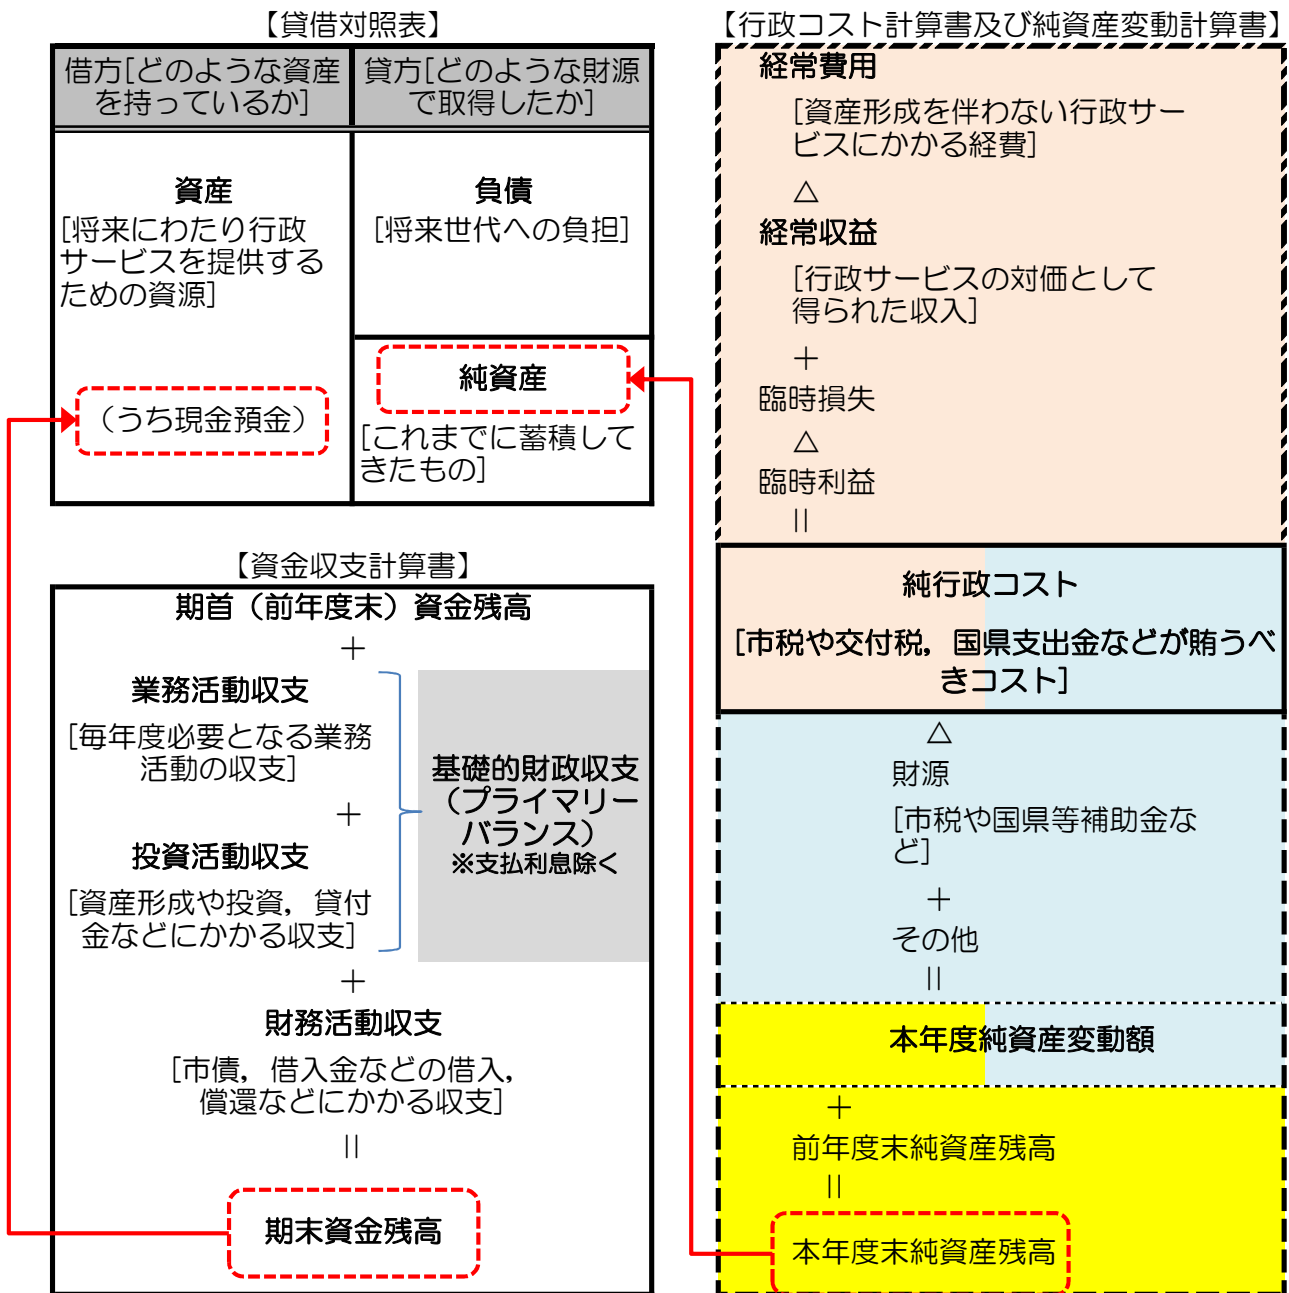 【貸借対照表】
借方[どのような資産
を持っているか]
貸方[どのような財源
で取得したか]
資産
[将来にわたり行政
サービスを提供する
ための資源]
（うち現金預金）
負債
[将来世代への負担]
純資産
[これまでに蓄積して
きたもの]
【資金収支計算書】
期首（前年度末）資金残高
＋
業務活動収支
[毎年度必要となる業務
活動の収支]
＋
投資活動収支
[資産形成や投資，貸付
金などにかかる収支]
基礎的財政収支
（プライマリー
バランス）
※支払利息除く
＋
財務活動収支
[市債，借入金などの借入，
償還などにかかる収支]
＝
期末資金残高
【行政コスト計算書及び純資産変動計算書】
経常費用
[資産形成を伴わない行政サー
ビスにかかる経費]
△
経常収益
[行政サービスの対価として
得られた収入]
＋
臨時損失
△
臨時利益
＝
純行政コスト
[市税や交付税，国県支出金などが賄うべ
きコスト]
△
財源
[市税や国県等補助金な
ど]
＋
その他
＝
本年度純資産変動額
＋
前年度末純資産残高
＝
本年度末純資産残高